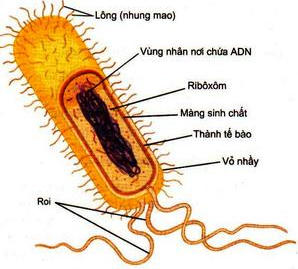 Lông (nhung mao)
Vùng nhân nơi chứa ADN
Ribôxôm
Màng sinh chất
Thành tế bào
Vỏ nhầy
Roi